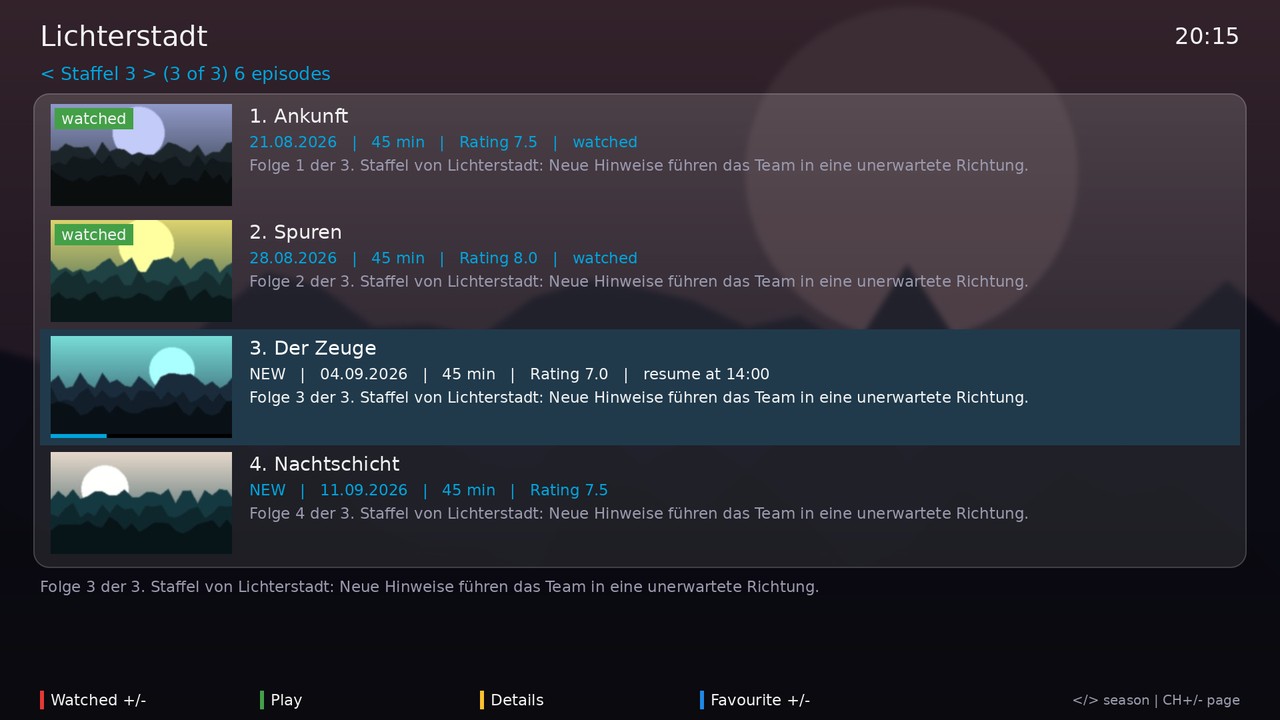 Lichterstadt
20:15
< Staffel 3 > (3 of 3) 6 episodes
watched
1. Ankunft
21.08.2026 | 45 min | Rating 7.5 | watched
Folge 1 der 3. Staffel von Lichterstadt: Neue Hinweise führen das Team in eine unerwartete Richtung.
watched
2. Spuren
28.08.2026 | 45 min | Rating 8.0 | watched
Folge 2 der 3. Staffel von Lichterstadt: Neue Hinweise führen das Team in eine unerwartete Richtung.
3. Der Zeuge
NEW | 04.09.2026 | 45 min | Rating 7.0 | resume at 14:00
Folge 3 der 3. Staffel von Lichterstadt: Neue Hinweise führen das Team in eine unerwartete Richtung.
4. Nachtschicht
NEW | 11.09.2026 | 45 min | Rating 7.5
Folge 4 der 3. Staffel von Lichterstadt: Neue Hinweise führen das Team in eine unerwartete Richtung.
Folge 3 der 3. Staffel von Lichterstadt: Neue Hinweise führen das Team in eine unerwartete Richtung.
Watched +/- Play Details Favourite +/- </> season | CH+/- page